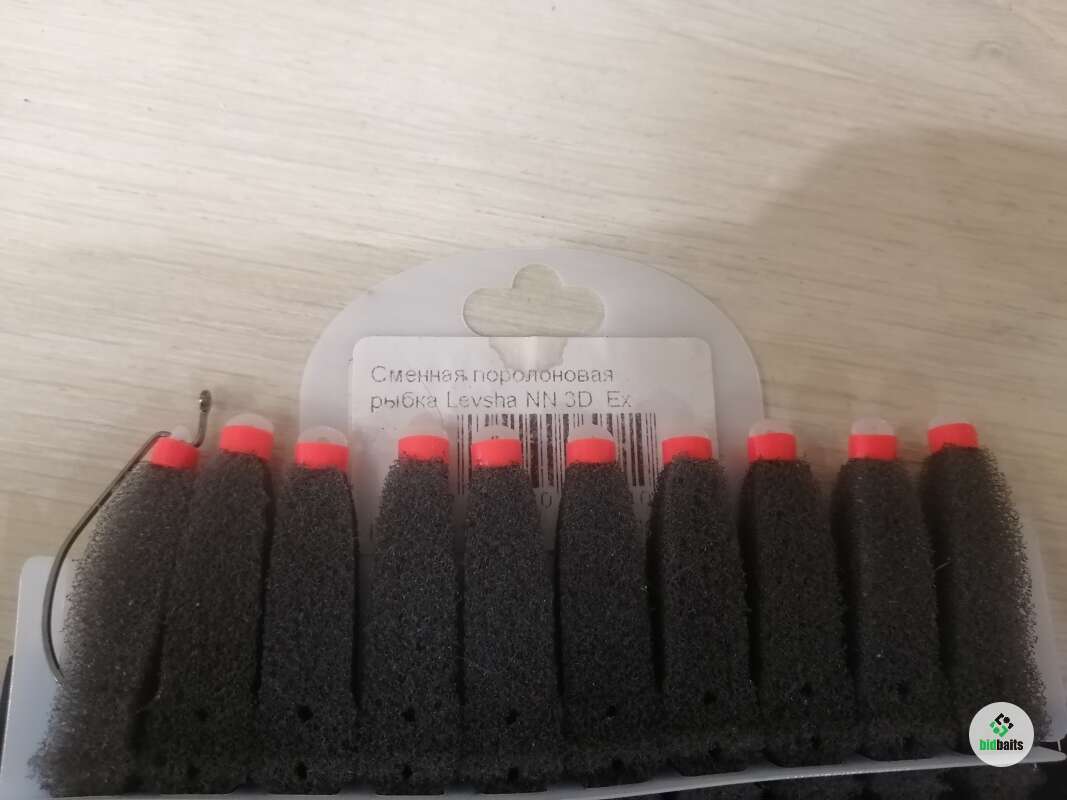 Сменная поролоновая
рыбка Levsha NN 3D Ex
bidbaits